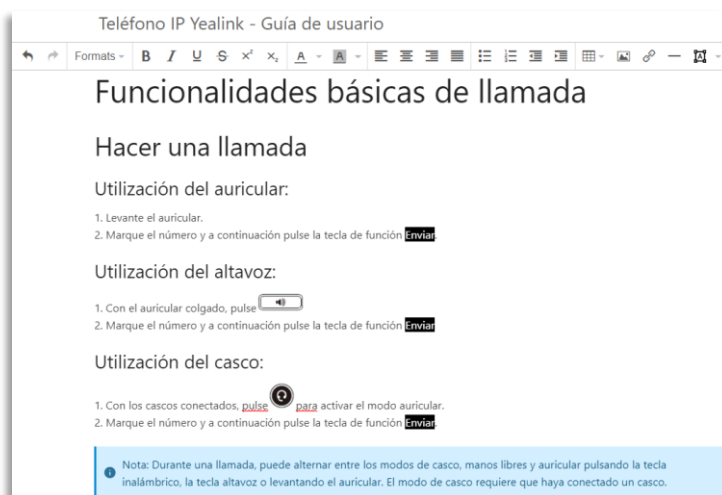 Teléfono IP Yealink - Guía de usuario
Formats B I U S x² x₂ A A
Funcionalidades básicas de llamada
Hacer una llamada
Utilización del auricular:
1. Levante el auricular.
2. Marque el número y a continuación pulse la tecla de función Enviar.
Utilización del altavoz:
1. Con el auricular colgado, pulse
2. Marque el número y a continuación pulse la tecla de función Enviar
Utilización del casco:
1. Con los cascos conectados, pulse para activar el modo auricular.
2. Marque el número y a continuación pulse la tecla de función Enviar.
Nota: Durante una llamada, puede alternar entre los modos de casco, manos libres y auricular pulsando la tecla
inalámbrico, la tecla altavoz o levantando el auricular. El modo de casco requiere que haya conectado un casco.